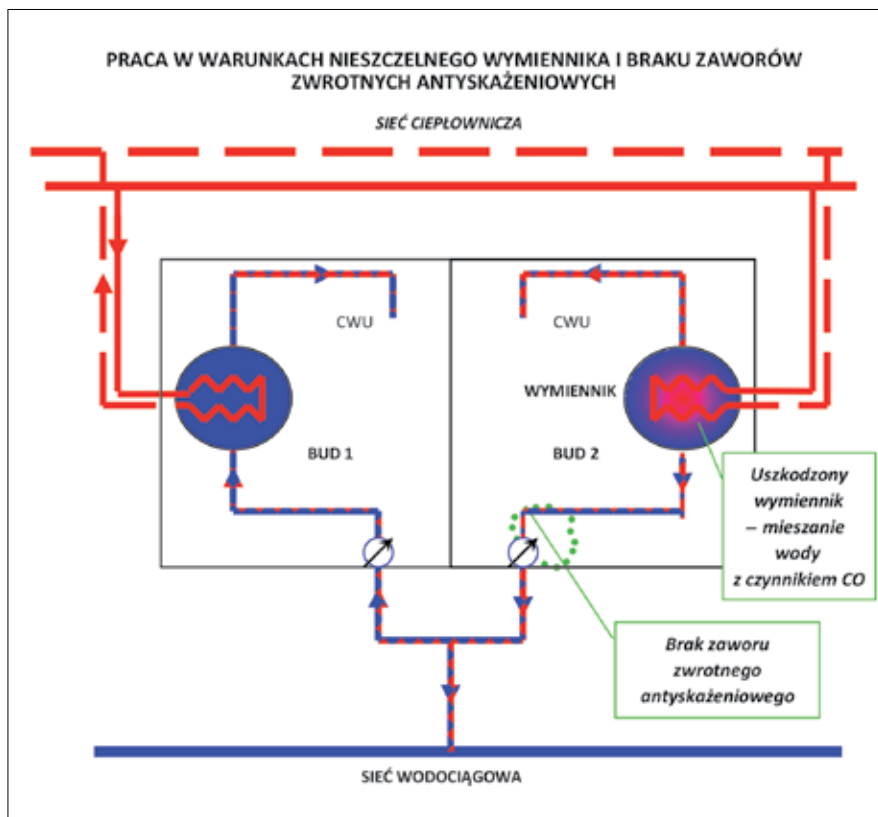 PRACA W WARUNKACH NIESZCZELNEGO WYMIENNIKA I BRAKU ZAWORÓW
ZWROTNYCH ANTYSKAŻENIOWYCH
SIEĆ CIEPŁOWNICZA
CWU
CWU
WYMIENNIK
BUD 1
BUD 2
Uszkodzony
wymiennik
– mieszanie
wody
z czynnikiem CO
Brak zaworu
zwrotnego
antyskażeniowego
SIEĆ WODOCIĄGOWA